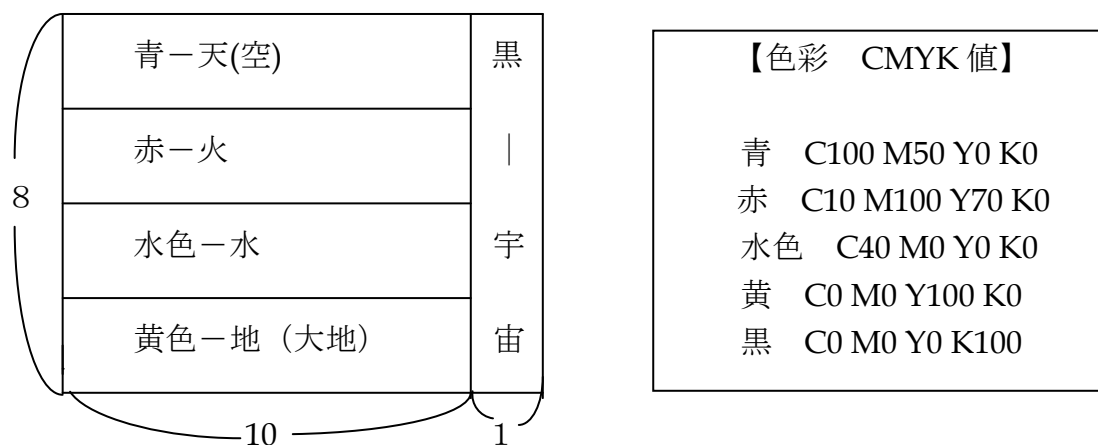 青－天(空)
黒
赤－火
｜
水色－水
宇
黄色－地（大地）
宙
8
10
1
【色彩　CMYK 値】
青　C100 M50 Y0 K0
赤　C10 M100 Y70 K0
水色　C40 M0 Y0 K0
黄　C0 M0 Y100 K0
黒　C0 M0 Y0 K100